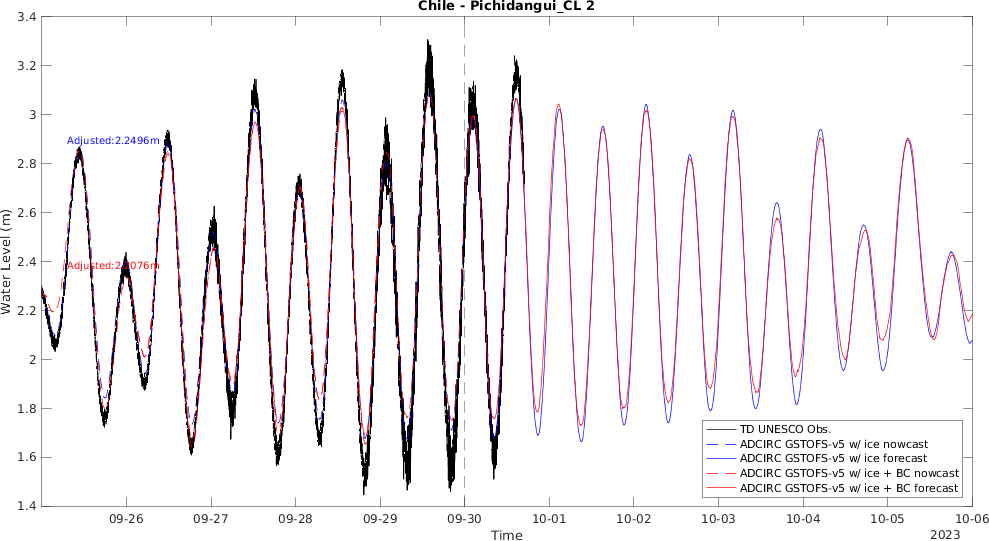 Chile - Pichidangui_CL 2
3.4
3.2
3
2.8
2.6
2.4
2.2
2
1.8
1.6
1.4
Water Level (m)
Adjusted:2.2496m
TD UNESCO Obs.
ADCIRC GSTOFS-v5 w/ ice nowcast
ADCIRC GSTOFS-v5 w/ ice forecast
ADCIRC GSTOFS-v5 w/ ice + BC nowcast
ADCIRC GSTOFS-v5 w/ ice + BC forecast
09-26 09-27 09-28 09-29 09-30 10-01 10-02 10-03 10-04 10-05 10-06
Time
2023